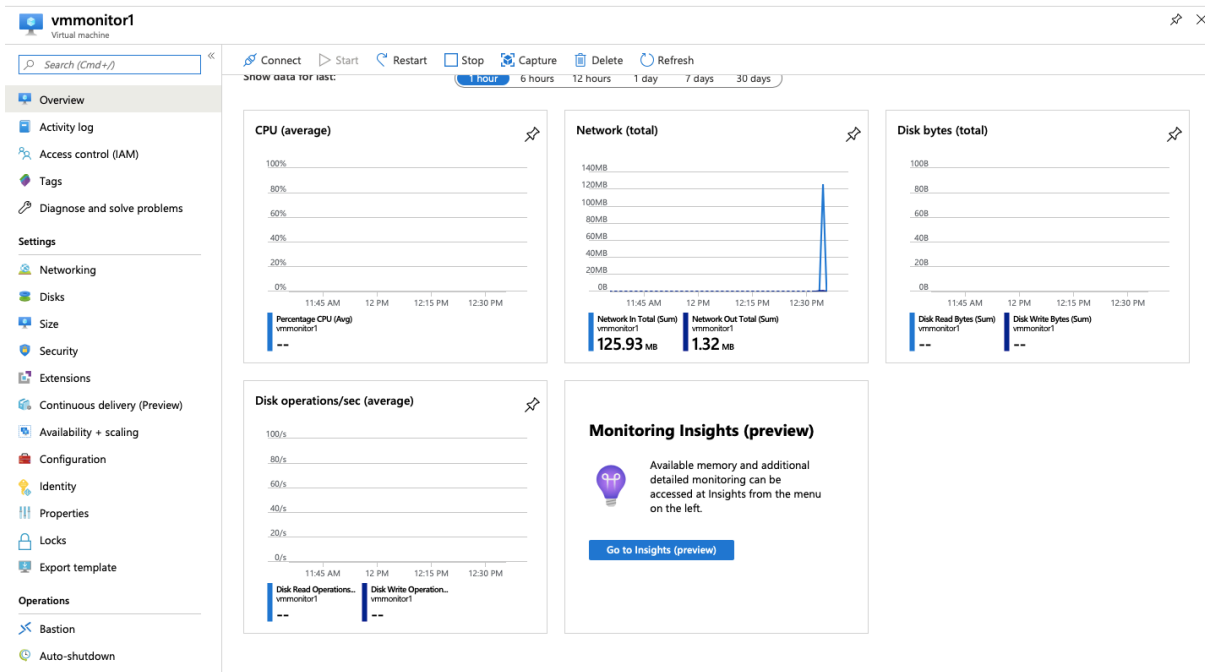 vmmonitor1
Virtual machine
Search (Cmd+/)
«
Overview
Activity log
Access control (IAM)
Tags
Diagnose and solve problems
Settings
Networking
Disks
Size
Security
Extensions
Continuous delivery (Preview)
Availability + scaling
Configuration
Identity
Properties
Locks
Export template
Operations
Bastion
Auto-shutdown
Connect Start Restart Stop Capture Delete Refresh
Show data for last: 1 hour 6 hours 12 hours 1 day 7 days 30 days
CPU (average)
100%
80%
60%
40%
20%
0%
11:45 AM 12 PM 12:15 PM 12:30 PM
Percentage CPU (Avg)
vmmonitor1
--
Network (total)
140MB
120MB
100MB
80MB
60MB
40MB
20MB
0B
11:45 AM 12 PM 12:15 PM 12:30 PM
Network In Total (Sum) Network Out Total (Sum)
vmmonitor1 vmmonitor1
125.93 MB 1.32 MB
Disk bytes (total)
100B
80B
60B
40B
20B
0B
11:45 AM 12 PM 12:15 PM 12:30 PM
Disk Read Bytes (Sum) Disk Write Bytes (Sum)
vmmonitor1 vmmonitor1
-- --
Disk operations/sec (average)
100/s
80/s
60/s
40/s
20/s
0/s
11:45 AM 12 PM 12:15 PM 12:30 PM
Disk Read Operations... Disk Write Operation...
vmmonitor1 vmmonitor1
-- --
Monitoring Insights (preview)
Available memory and additional
detailed monitoring can be
accessed at Insights from the menu
on the left.
Go to Insights (preview)